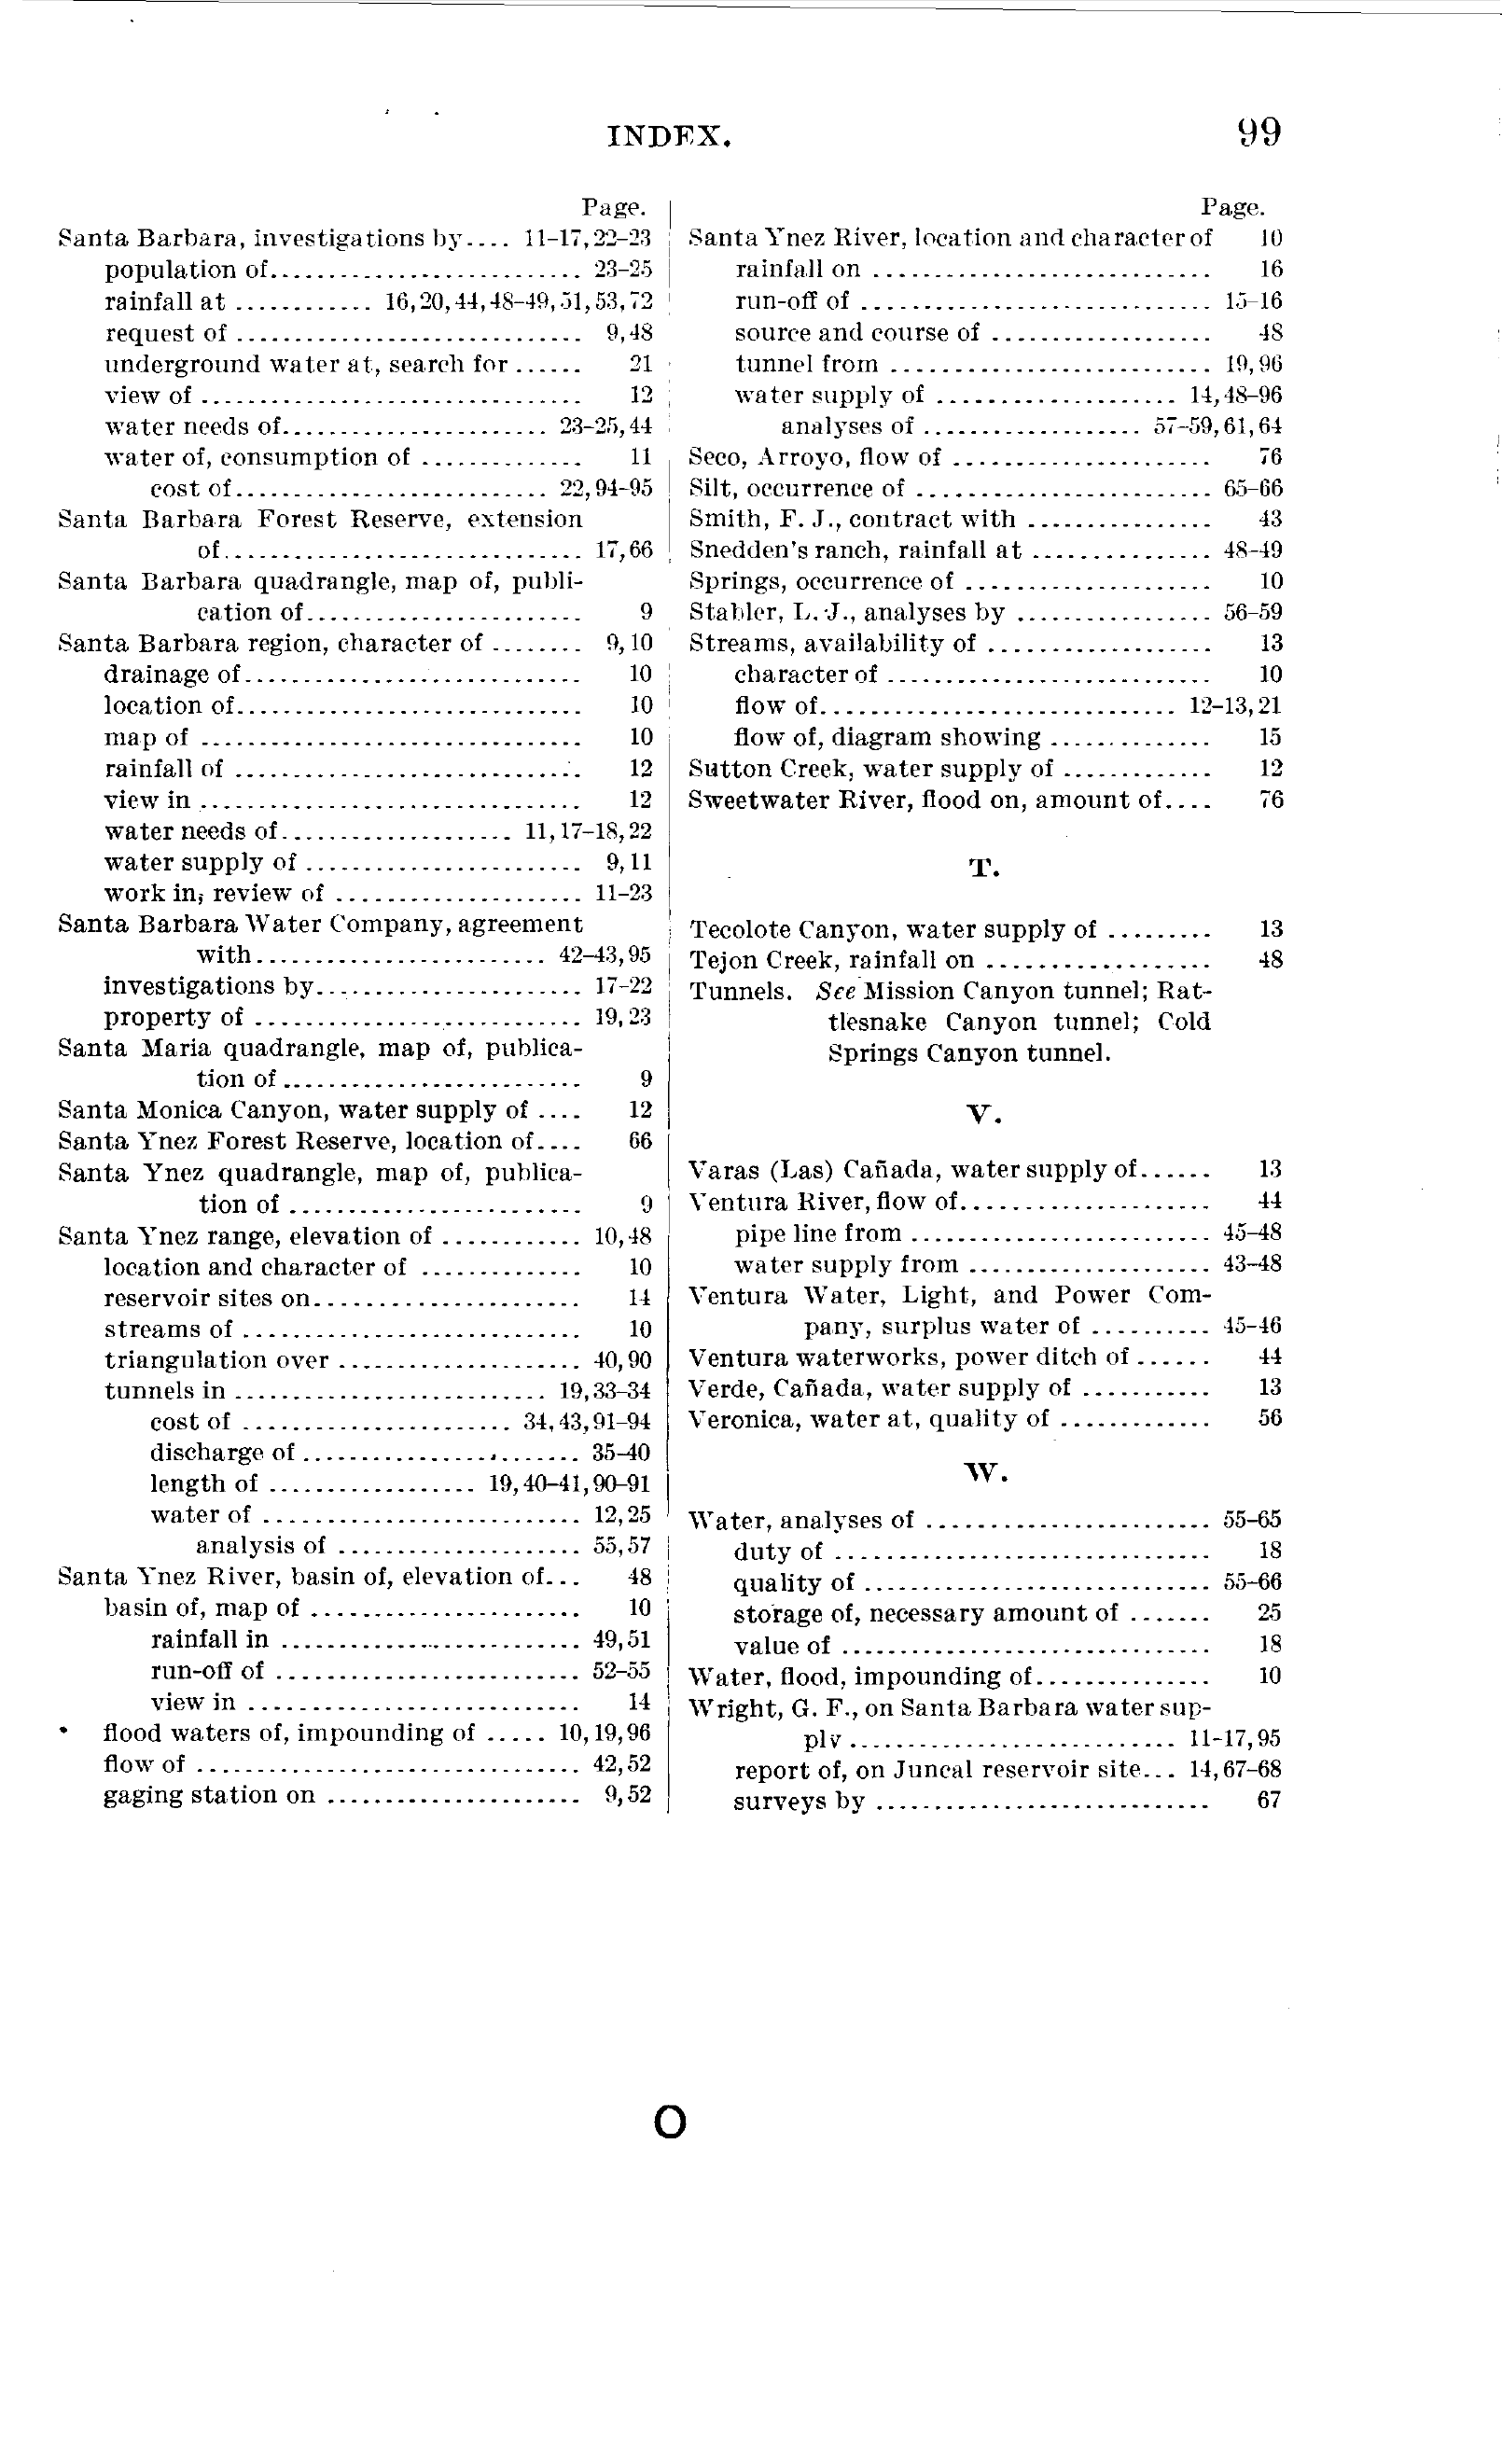 INDEX. 99
Page.
Santa Barbara, investigations by.... 11-17, 22-23
population of........................... 23-25
rainfall at ............ 16, 20, 44, 48-49, 51, 53, 72
request of .............................. 9, 48
underground water at, search for ...... 21
view of ................................. 12
water needs of....................... 23-25, 44
water of, consumption of .............. 11
cost of........................... 22, 94-95
Santa Barbara Forest Reserve, extension
of............................... 17, 66
Santa Barbara quadrangle, map of, publi-
cation of........................ 9
Santa Barbara region, character of ........ 9, 10
drainage of............................. 10
location of.............................. 10
map of ................................. 10
rainfall of .............................. 12
view in ................................. 12
water needs of.................... 11, 17-18, 22
water supply of ........................ 9, 11
work in, review of ..................... 11-23
Santa Barbara Water Company, agreement
with......................... 42-43, 95
investigations by....................... 17-22
property of ............................ 19, 23
Santa Maria quadrangle, map of, publica-
tion of.......................... 9
Santa Monica Canyon, water supply of .... 12
Santa Ynez Forest Reserve, location of.... 66
Santa Ynez quadrangle, map of, publica-
tion of ......................... 9
Santa Ynez range, elevation of ............ 10, 48
location and character of .............. 10
reservoir sites on....................... 14
streams of ............................. 10
triangulation over ..................... 40, 90
tunnels in ........................... 19, 33-34
cost of ....................... 34, 43, 91-94
discharge of ........................ 35-40
length of .................. 19, 40-41, 90-91
water of ........................... 12, 25
analysis of ..................... 55, 57
Santa Ynez River, basin of, elevation of... 48
basin of, map of ....................... 10
rainfall in .......................... 49, 51
run-off of .......................... 52-55
view in ............................ 14
flood waters of, impounding of ..... 10, 19, 96
flow of ................................. 42, 52
gaging station on ...................... 9, 52
Page.
Santa Ynez River, location and character of 10
rainfall on ............................. 16
run-off of .............................. 15-16
source and course of ................... 48
tunnel from ............................ 19, 96
water supply of ..................... 14, 48-96
analyses of ................... 57-59, 61, 64
Seco, Arroyo, flow of ...................... 76
Silt, occurrence of ......................... 65-66
Smith, F. J., contract with ................ 43
Snedden's ranch, rainfall at ............... 48-49
Springs, occurrence of ..................... 10
Stabler, L. J., analyses by ................. 56-59
Streams, availability of ................... 13
character of ............................ 10
flow of............................... 12-13, 21
flow of, diagram showing .............. 15
Sutton Creek, water supply of ............. 12
Sweetwater River, flood on, amount of.... 76
T.
Tecolote Canyon, water supply of ......... 13
Tejon Creek, rainfall on ................... 48
Tunnels. See Mission Canyon tunnel; Rat-
tlesnake Canyon tunnel; Cold
Springs Canyon tunnel.
V.
Varas (Las) Cañada, water supply of...... 13
Ventura River, flow of...................... 44
pipe line from .......................... 45-48
water supply from ..................... 43-48
Ventura Water, Light, and Power Com-
pany, surplus water of .......... 45-46
Ventura waterworks, power ditch of ...... 44
Verde, Cañada, water supply of ........... 13
Veronica, water at, quality of ............. 56
W.
Water, analyses of ......................... 55-65
duty of ................................ 18
quality of .............................. 55-66
storage of, necessary amount of ....... 25
value of ................................ 18
Water, flood, impounding of............... 10
Wright, G. F., on Santa Barbara water sup-
ply ............................ 11-17, 95
report of, on Juncal reservoir site... 14, 67-68
surveys by ............................. 67
O